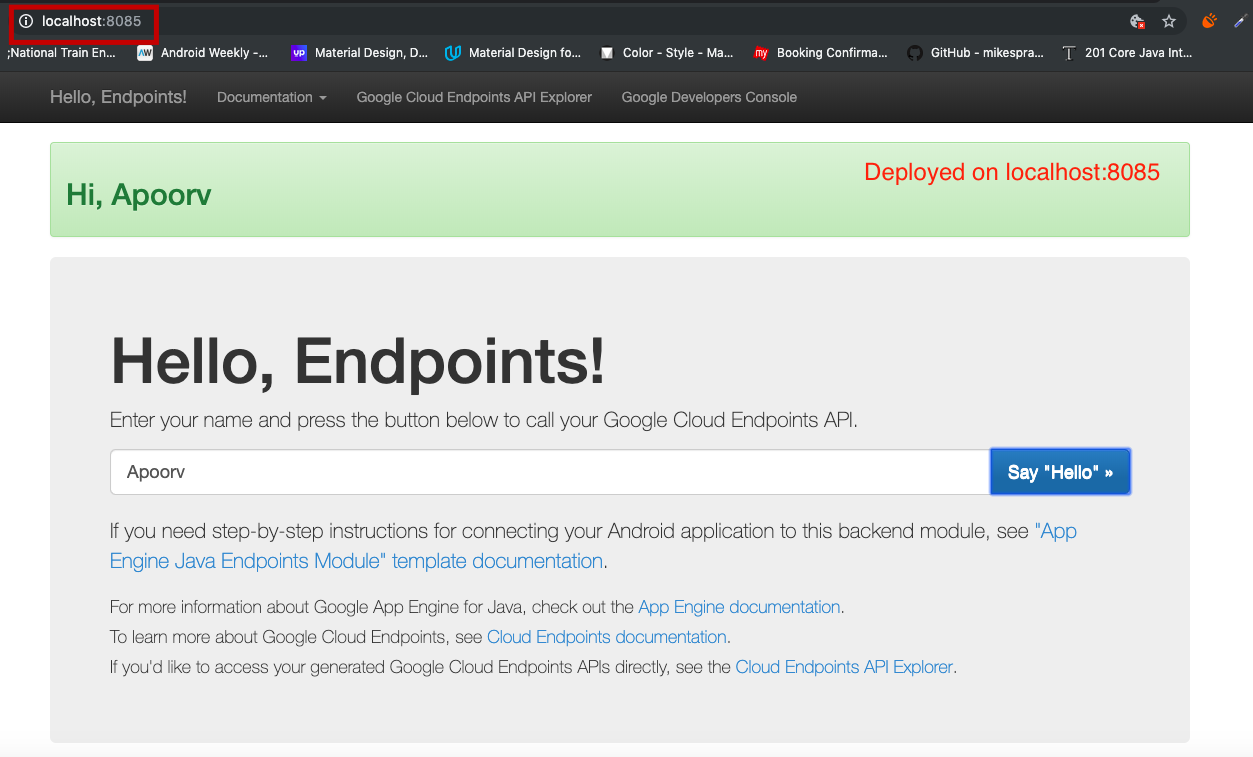 localhost:8085
;National Train En... AW Android Weekly -... up Material Design, D... Material Design fo... Color - Style - Ma... my Booking Confirma... GitHub - mikespra... T 201 Core Java Int...
Hello, Endpoints! Documentation Google Cloud Endpoints API Explorer Google Developers Console
Deployed on localhost:8085
Hi, Apoorv
Hello, Endpoints!
Enter your name and press the button below to call your Google Cloud Endpoints API.
Apoorv Say "Hello" »
If you need step-by-step instructions for connecting your Android application to this backend module, see "App
Engine Java Endpoints Module" template documentation.
For more information about Google App Engine for Java, check out the App Engine documentation.
To learn more about Google Cloud Endpoints, see Cloud Endpoints documentation.
If you'd like to access your generated Google Cloud Endpoints APIs directly, see the Cloud Endpoints API Explorer.